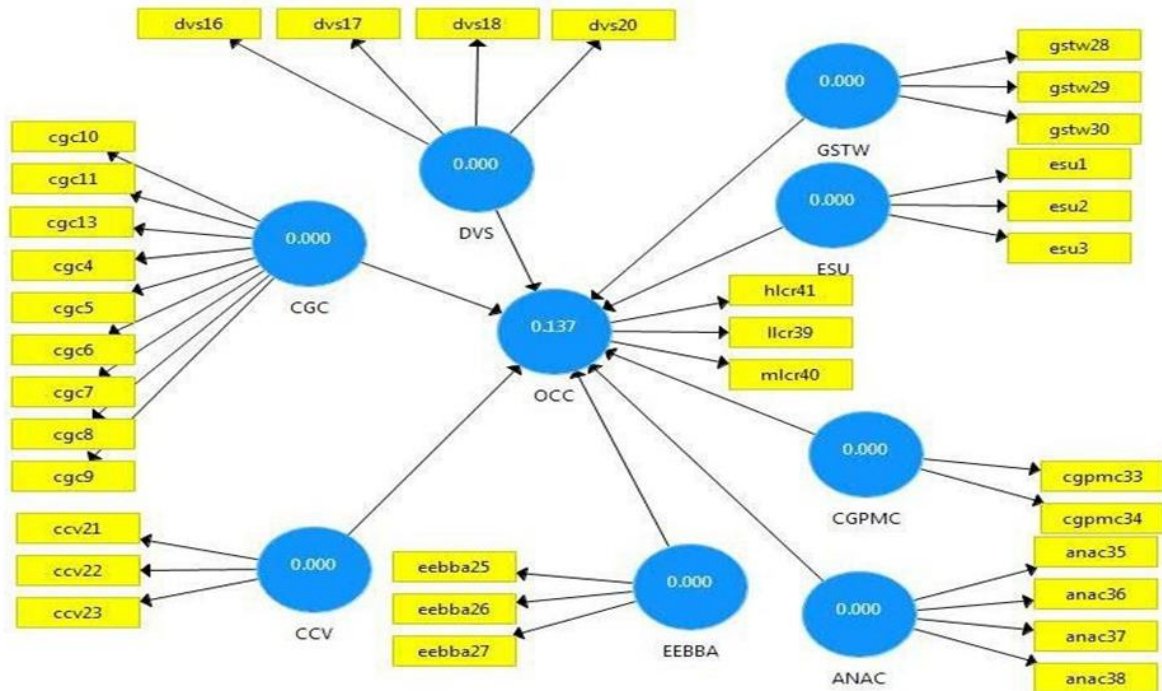 dvs16
dvs17
dvs18
dvs20
0.000
DVS
gstw28
gstw29
gstw30
0.000
GSTW
esu1
esu2
esu3
0.000
ESU
cgc10
cgc11
cgc13
cgc4
cgc5
cgc6
cgc7
cgc8
cgc9
0.000
CGC
0.137
OCC
hlcr41
llcr39
mlcr40
0.000
CGPMC
cgpmc33
cgpmc34
ccv21
ccv22
ccv23
0.000
CCV
eebba25
eebba26
eebba27
0.000
EEBBA
0.000
ANAC
anac35
anac36
anac37
anac38